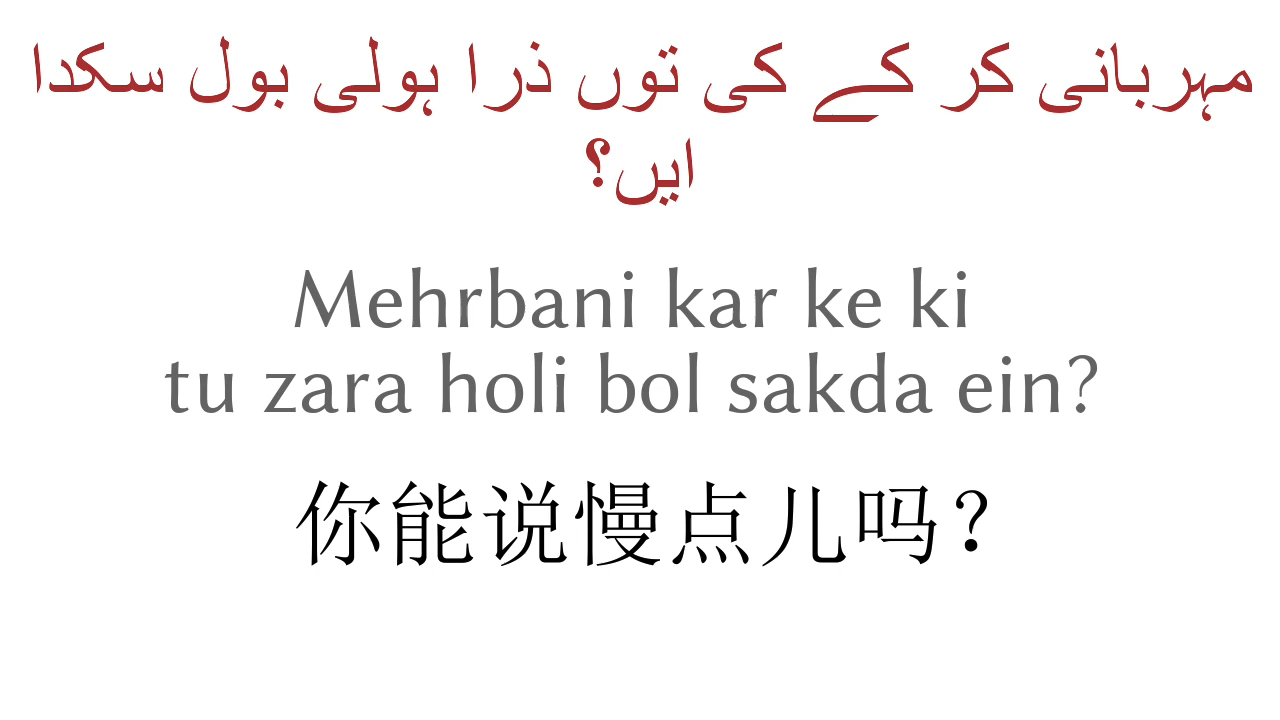 مہربانی کر کے کی توں ذرا ہولی بول سکدا
ایں؟
Mehrbani kar ke ki
tu zara holi bol sakda ein?
你能说慢点儿吗？